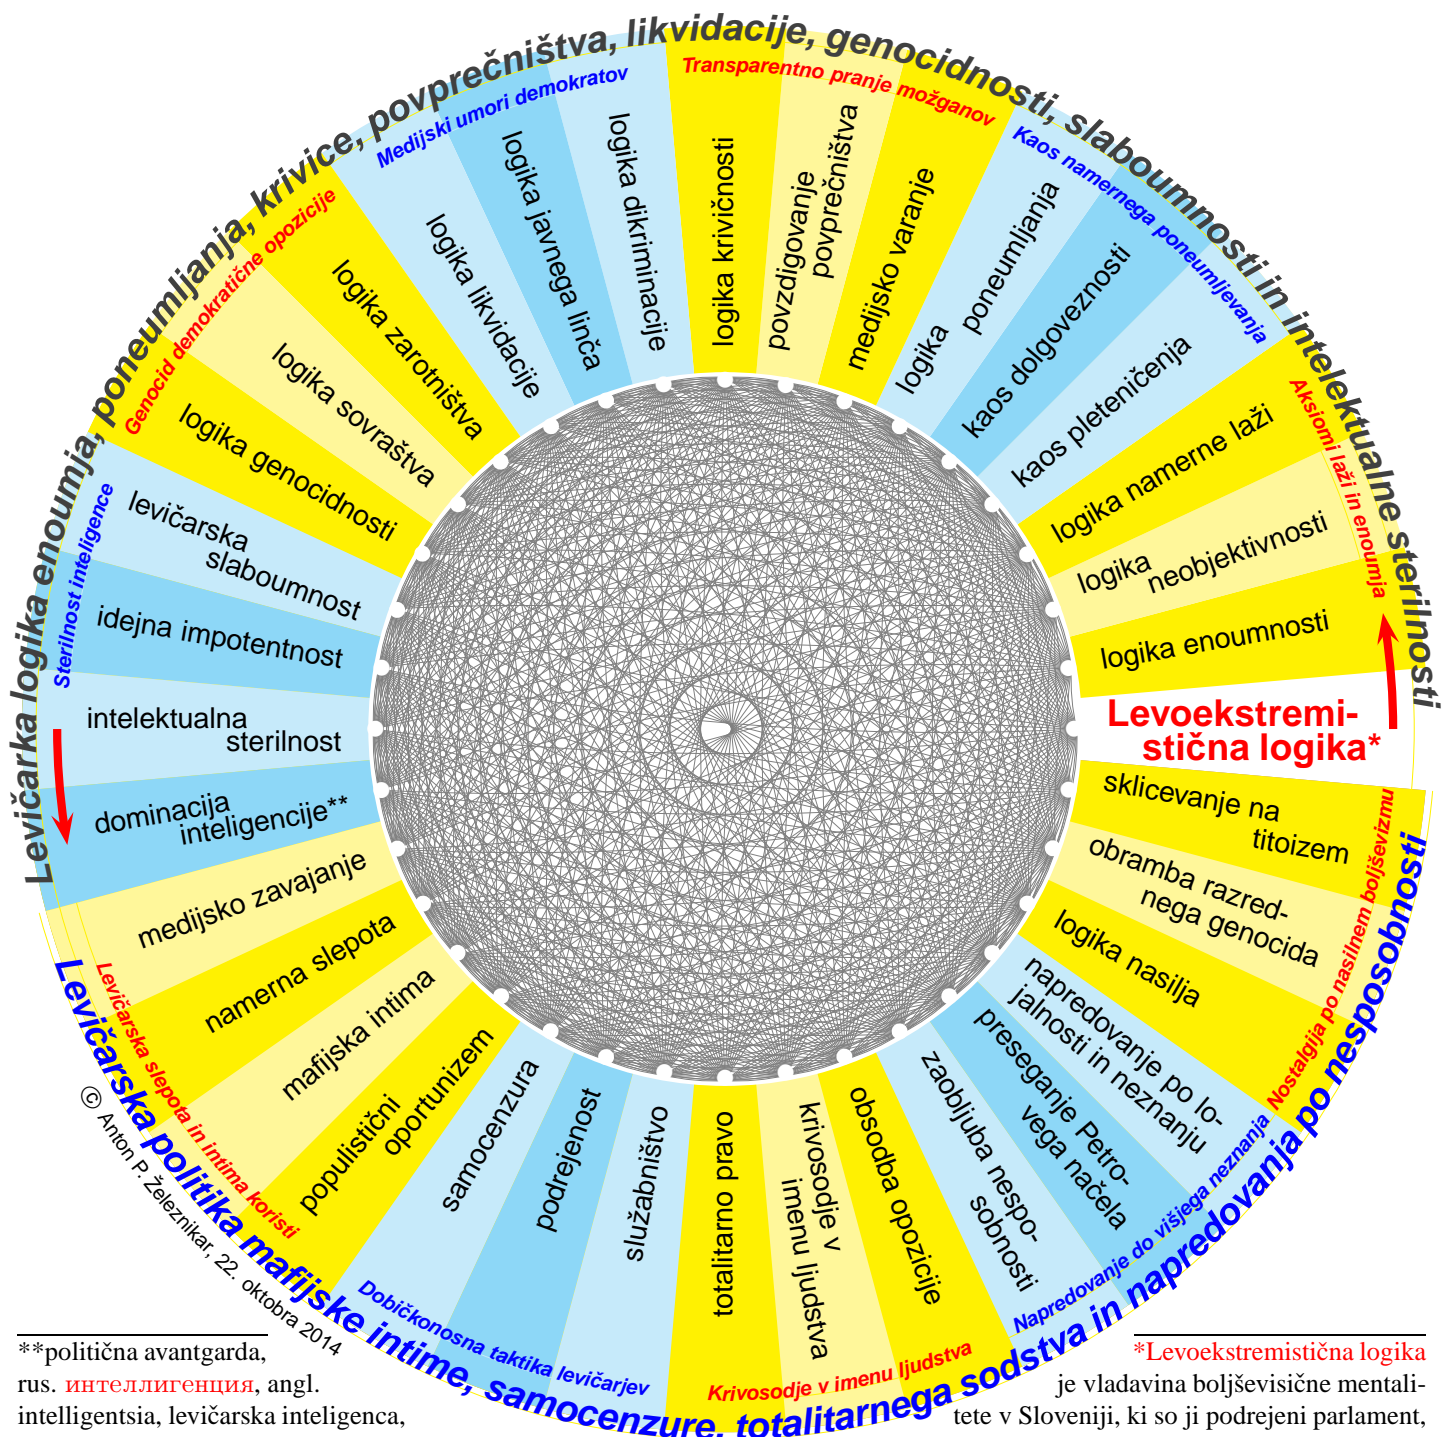 Levičarka logika enoumja, poneumljanja, krivice, povprečništva, likvidacije, genocidnosti, slaboumnosti in intelektualne sterilnosti
Levoekstremi-
stična logika*
Aksiomi laži in enoumja
logika enoumnosti
logika
neobjektivnosti
logika namerne laži
Kaos namernega poneumljevanja
kaos pleteničenja
kaos dolgoveznosti
logika
poneumljanja
Transparentno pranje možganov
medijsko varanje
povzdigovanje
povprečništva
logika krivičnosti
Medijski umori demokratov
logika dikriminacije
logika javnega linča
logika likvidacije
Genocid demokratične opozicije
logika zarotništva
logika sovraštva
logika genocidnosti
Sterilnost inteligence
levičarska
slaboumnost
idejna impotentnost
intelektualna
sterilnost
dominacija
inteligencije**
Levičarska slepota in intima koristi
medijsko zavajanje
namerna slepota
mafijska intima
populistični
oportunizem
Dobičkonosna taktika levičarjev
samocenzura
podrejenost
služabništvo
Krivosodje v imenu ljudstva
totalitarno pravo
krivosodje v
imenu ljudstva
obsodba opozicije
Napredovanje do višjega neznanja
zaobljuba nespo-
sobnosti
preseganje Petro-
vega načela
napredovanje po lo-
jalnosti in neznanju
Nostalgija po nasilnem boljševizmu
logika nasilja
obramba razred-
nega genocida
sklicevanje na
titoizem
Levičarska politika mafijske intime, samocenzure, totalitarnega sodstva in napredovanja po nesposobnosti
© Anton P. Železnikar, 22. oktobra 2014
**politična avantgarda,
rus. интеллигенция, angl.
intelligentsia, levičarska inteligenca,
*Levoekstremistična logika
je vladavina boljševisične mentali-
tete v Sloveniji, ki so ji podrejeni parlament,